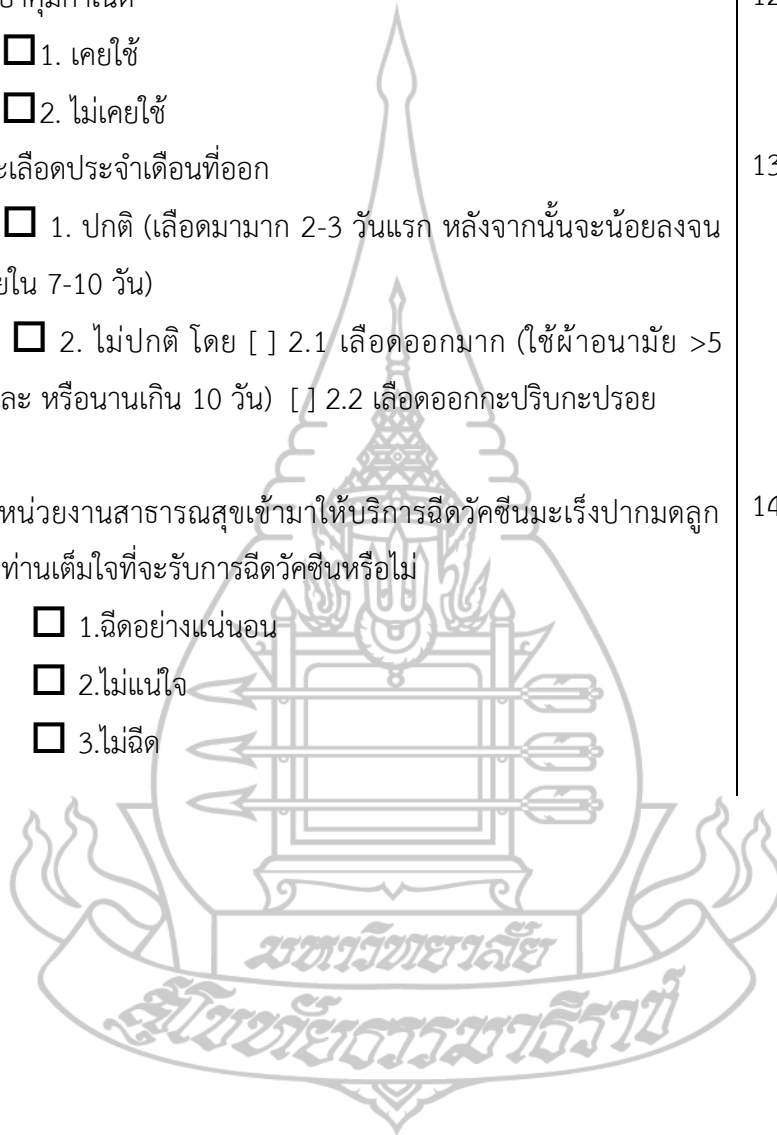 ☐1. เคยใช้
☐2. ไม่เคยใช้
ะเลือดประจำเดือนที่ออก 13
☐ 1. ปกติ (เลือดมามาก 2-3 วันแรก หลังจากนั้นจะน้อยลงจน
ยใน 7-10 วัน)
☐ 2. ไม่ปกติ โดย [ ] 2.1 เลือดออกมาก (ใช้ผ้าอนามัย >5
ละ หรือนานเกิน 10 วัน) [ ] 2.2 เลือดออกกะปริบกะปรอย
หน่วยงานสาธารณสุขเข้ามาให้บริการฉีดวัคซีนมะเร็งปากมดลูก 14
ท่านเต็มใจที่จะรับการฉีดวัคซีนหรือไม่
☐ 1.ฉีดอย่างแน่นอน
☐ 2.ไม่แน่ใจ
☐ 3.ไม่ฉีด
มหาวิทยาลัย
สุโขทัยธรรมาธิราช